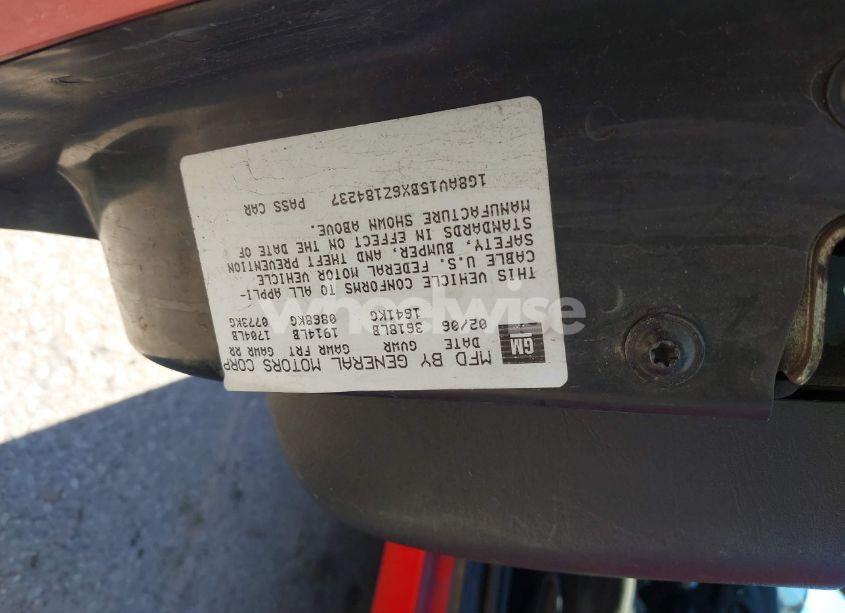 MFD BY GENERAL MOTORS CORP
DATE GVWR GAWR FRT GAWR RR
02/06 3618LB 1914LB 1704LB
1641KG 0868KG 0773KG
THIS VEHICLE CONFORMS TO ALL APPLI-
CABLE U.S. FEDERAL MOTOR VEHICLE
SAFETY, BUMPER, AND THEFT PREVENTION
STANDARDS IN EFFECT ON THE DATE OF
MANUFACTURE SHOWN ABOVE.
1G8AV15BX6Z184237 PASS CAR
GM
wheelwise